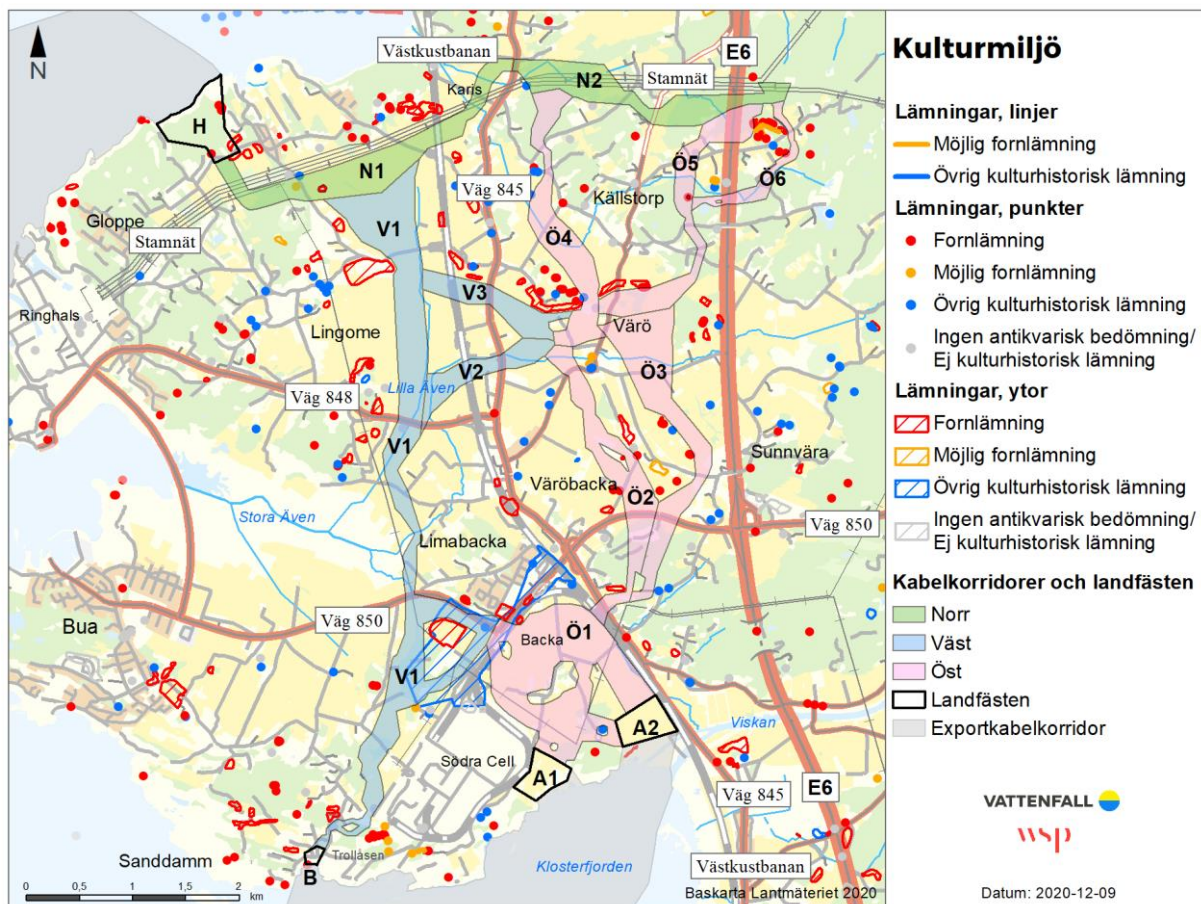 N
Västkustbanan
E6
Stamnät
N2
Karis
H
N1
Väg 845
Källstorp
Ö5
Ö6
Gloppe
V1
Ö4
Stamnät
V3
Ringhals
Lingome
Värö
V2
Ö3
Lilla Även
Väg 848
V1
Sunnvära
Väröbacka
Ö2
Stora Även
Väg 850
Limabacka
Bua
Väg 850
Backa
Ö1
V1
A2
Viskan
Södra Cell
A1
Väg 845
E6
Sanddamm
Trollåsen
B
Klosterfjorden
Västkustbanan
0 0,5 1 2
km
Baskarta Lantmäteriet 2020
Kulturmiljö
Lämningar, linjer
Möjlig fornlämning
Övrig kulturhistorisk lämning
Lämningar, punkter
Fornlämning
Möjlig fornlämning
Övrig kulturhistorisk lämning
Ingen antikvarisk bedömning/
Ej kulturhistorisk lämning
Lämningar, ytor
Fornlämning
Möjlig fornlämning
Övrig kulturhistorisk lämning
Ingen antikvarisk bedömning/
Ej kulturhistorisk lämning
Kabelkorridorer och landfästen
Norr
Väst
Öst
Landfästen
Exportkabelkorridor
VATTENFALL
wsp
Datum: 2020-12-09